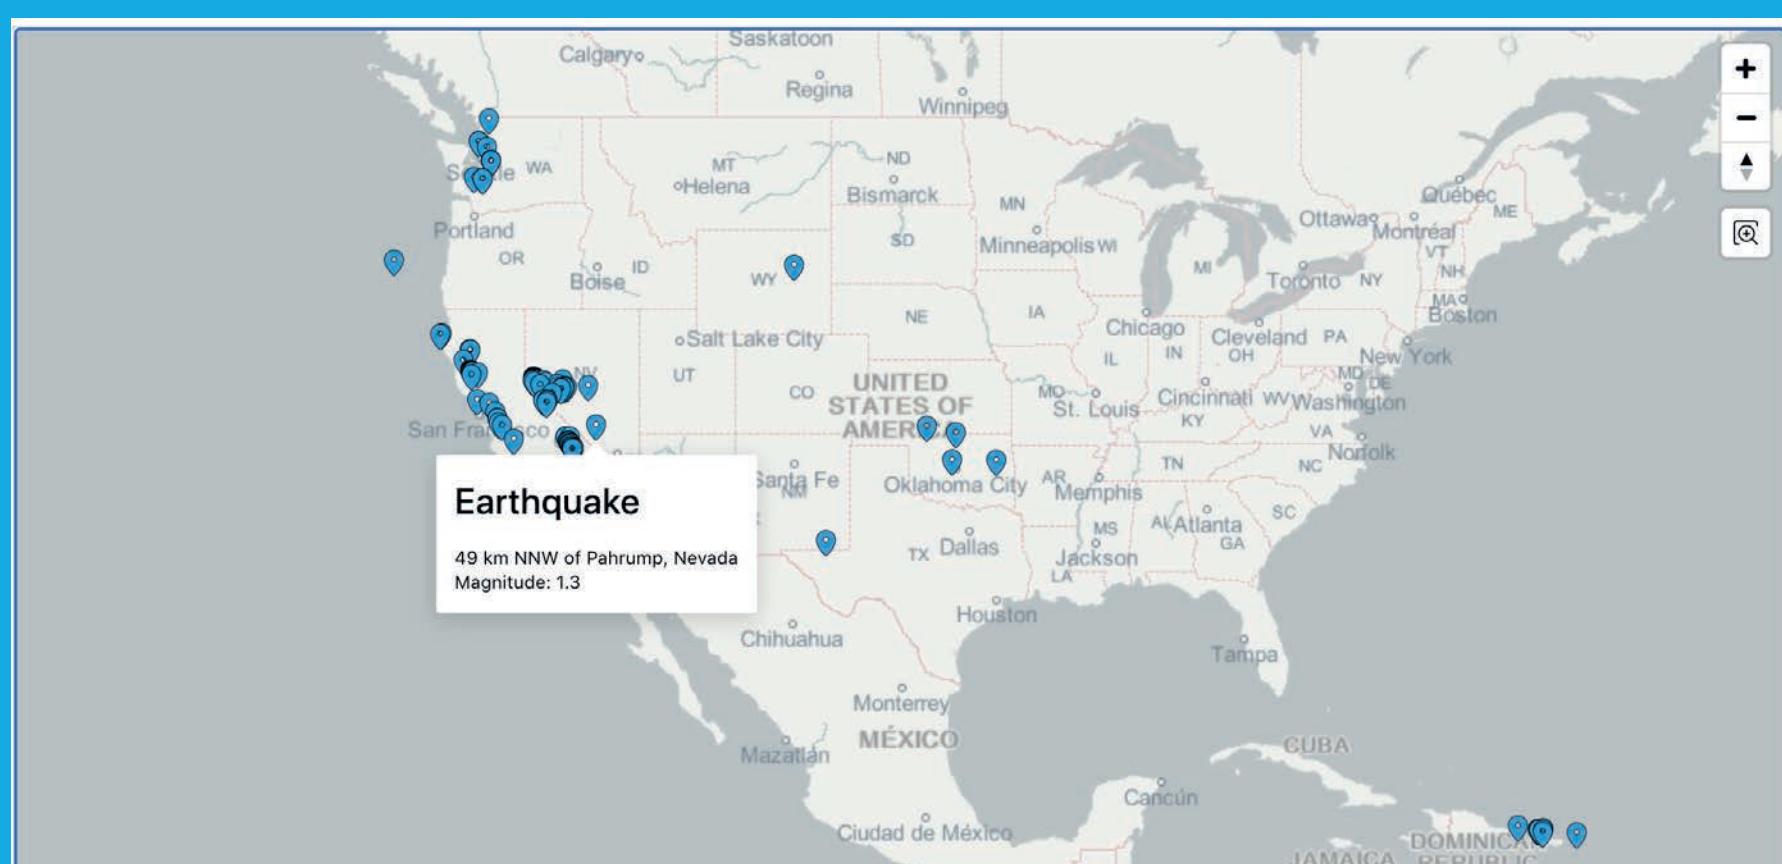 Saskatoon
Calgary
Regina
Winnipeg
WA
MT
ND
Helena
Bismarck
MN
Québec
ME
Ottawa
Montréal
Portland
OR
SD
Minneapolis WI
VT
Boise
ID
WY
MI
Toronto
NY
NH
MA
Boston
NE
IA
Chicago
Cleveland
PA
Salt Lake City
IL
IN
OH
New York
NV
UT
CO
UNITED
STATES OF
MD
DE
MO
St. Louis
Cincinnati
WV
Washington
KY
VA
Norfolk
Earthquake
49 km NNW of Pahrump, Nevada
Magnitude: 1.3
Santa Fe
NM
Oklahoma City
AR
Memphis
TN
NC
SC
MS
AL
Atlanta
GA
TX
Dallas
Jackson
LA
Houston
Chihuahua
Tampa
Monterrey
MÉXICO
Mazatlán
CUBA
Cancún
Ciudad de México
JAMAICA
REPUBLIC